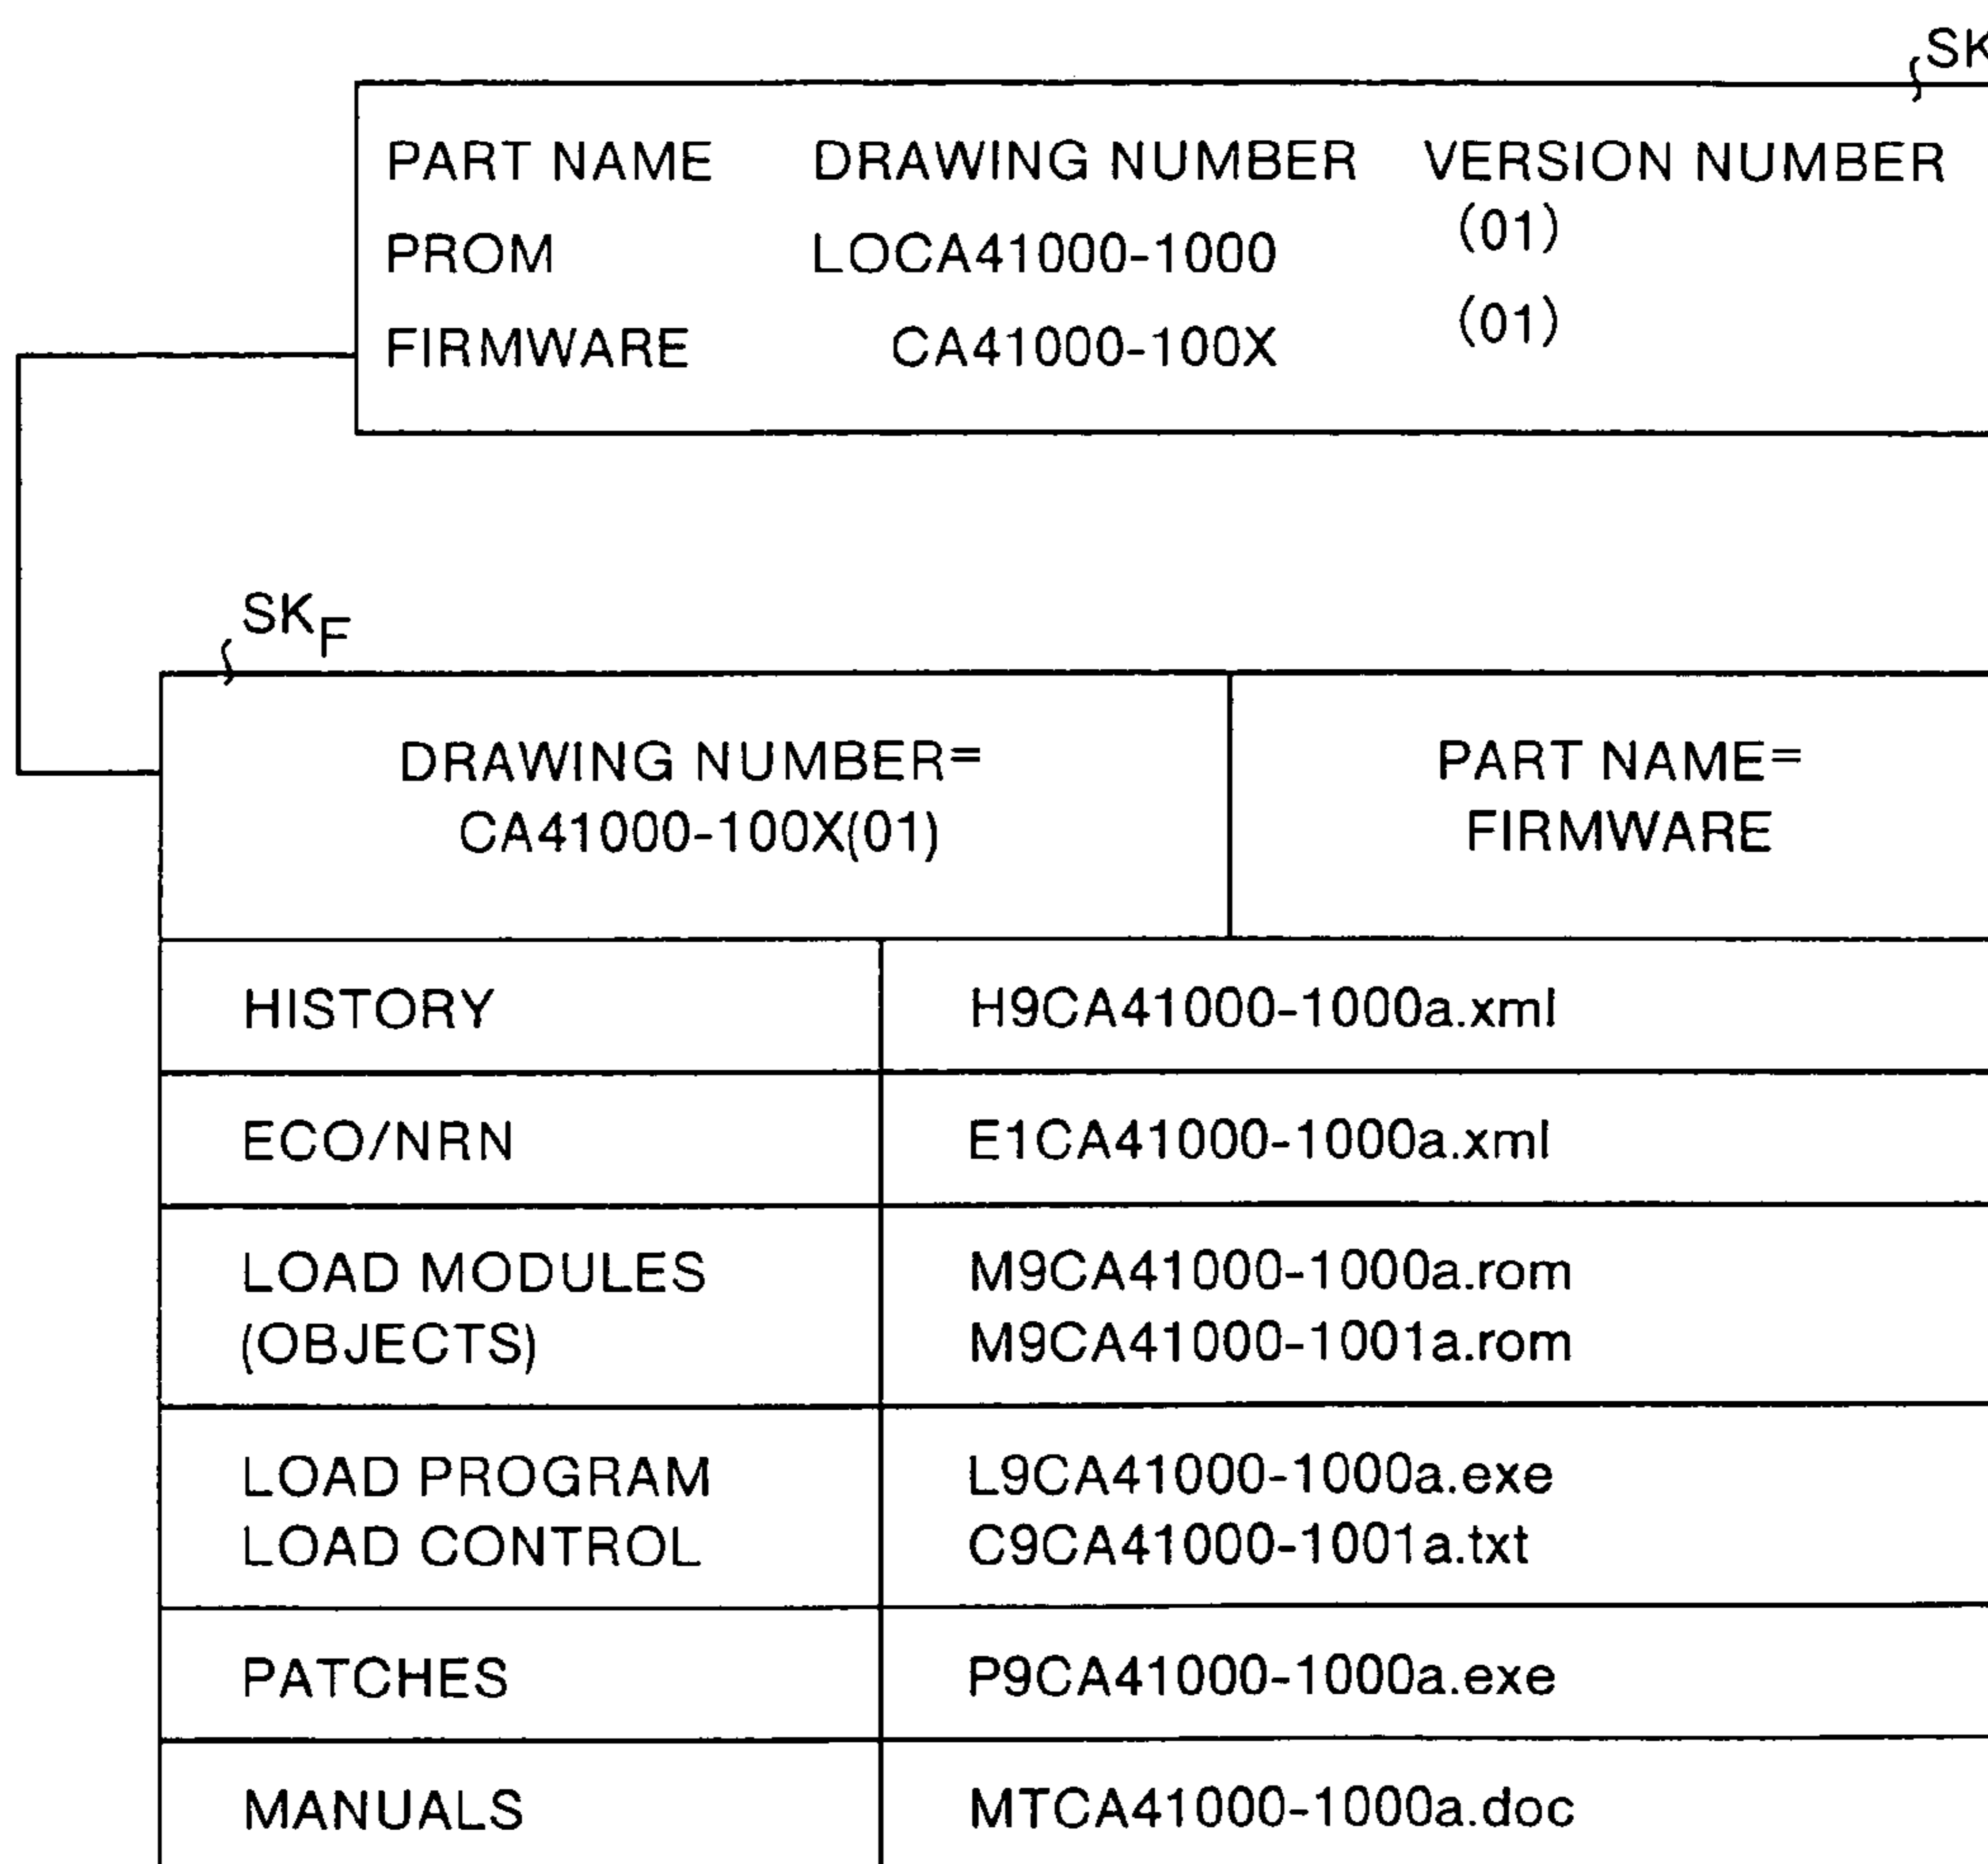 SK
PART NAME DRAWING NUMBER VERSION NUMBER
PROM LOCA41000-1000 (01)
FIRMWARE CA41000-100X (01)
SKF
DRAWING NUMBER= CA41000-100X(01)
PART NAME= FIRMWARE
HISTORY H9CA41000-1000a.xml
ECO/NRN E1CA41000-1000a.xml
LOAD MODULES M9CA41000-1000a.rom
(OBJECTS) M9CA41000-1001a.rom
LOAD PROGRAM L9CA41000-1000a.exe
LOAD CONTROL C9CA41000-1001a.txt
PATCHES P9CA41000-1000a.exe
MANUALS MTCA41000-1000a.doc